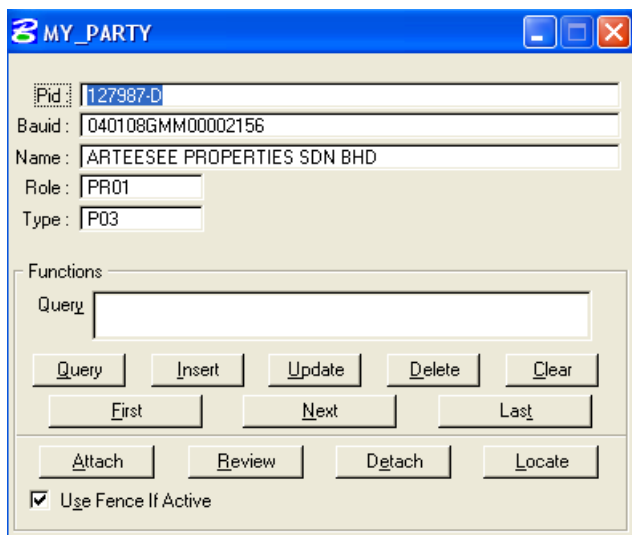 MY_PARTY
Pid : 127987-D
Bauid : 040108GMM00002156
Name : ARTEESEE PROPERTIES SDN BHD
Role : PR01
Type : P03
Functions
Query
Query Insert Update Delete Clear
First Next Last
Attach Review Detach Locate
Use Fence If Active